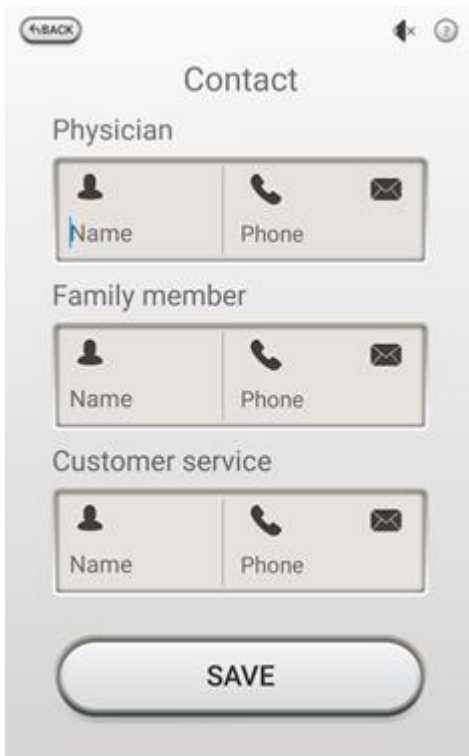 BACK
?
Contact
Physician
Name Phone
Family member
Name Phone
Customer service
Name Phone
SAVE